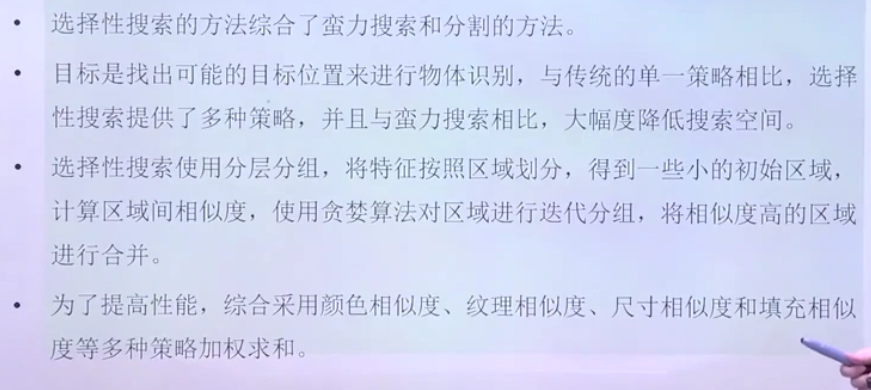 • 选择性搜索的方法综合了蛮力搜索和分割的方法。
• 目标是找出可能的目标位置来进行物体识别，与传统的单一策略相比，选择
性搜索提供了多种策略，并且与蛮力搜索相比，大幅度降低搜索空间。
• 选择性搜索使用分层分组，将特征按照区域划分，得到一些小的初始区域，
计算区域间相似度，使用贪婪算法对区域进行迭代分组，将相似度高的区域
进行合并。
• 为了提高性能，综合采用颜色相似度、纹理相似度、尺寸相似度和填充相似
度等多种策略加权求和。